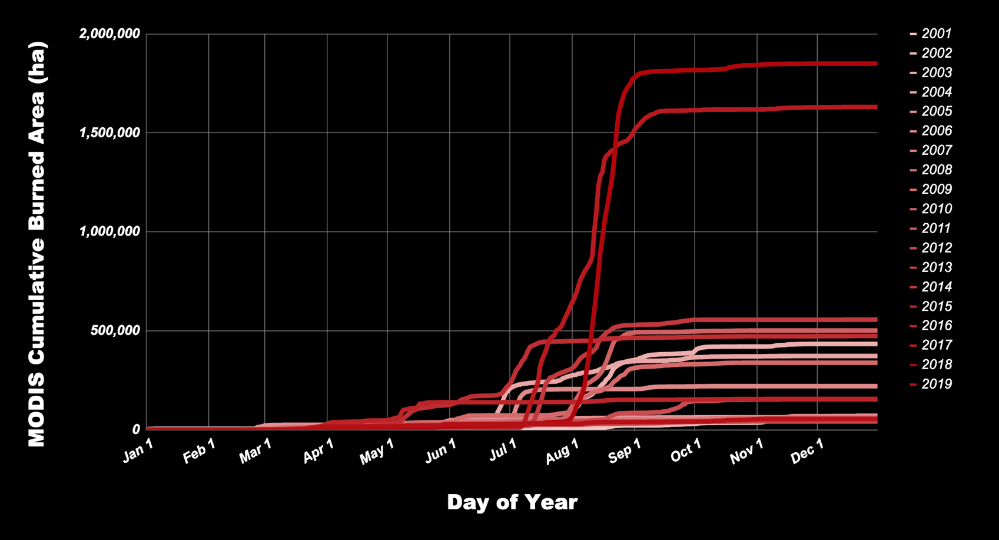 MODIS Cumulative Burned Area (ha)
2,000,000
1,500,000
1,000,000
500,000
0
Jan 1
Feb 1
Mar 1
Apr 1
May 1
Jun 1
Jul 1
Aug 1
Sep 1
Oct 1
Nov 1
Dec 1
Day of Year
2001
2002
2003
2004
2005
2006
2007
2008
2009
2010
2011
2012
2013
2014
2015
2016
2017
2018
2019